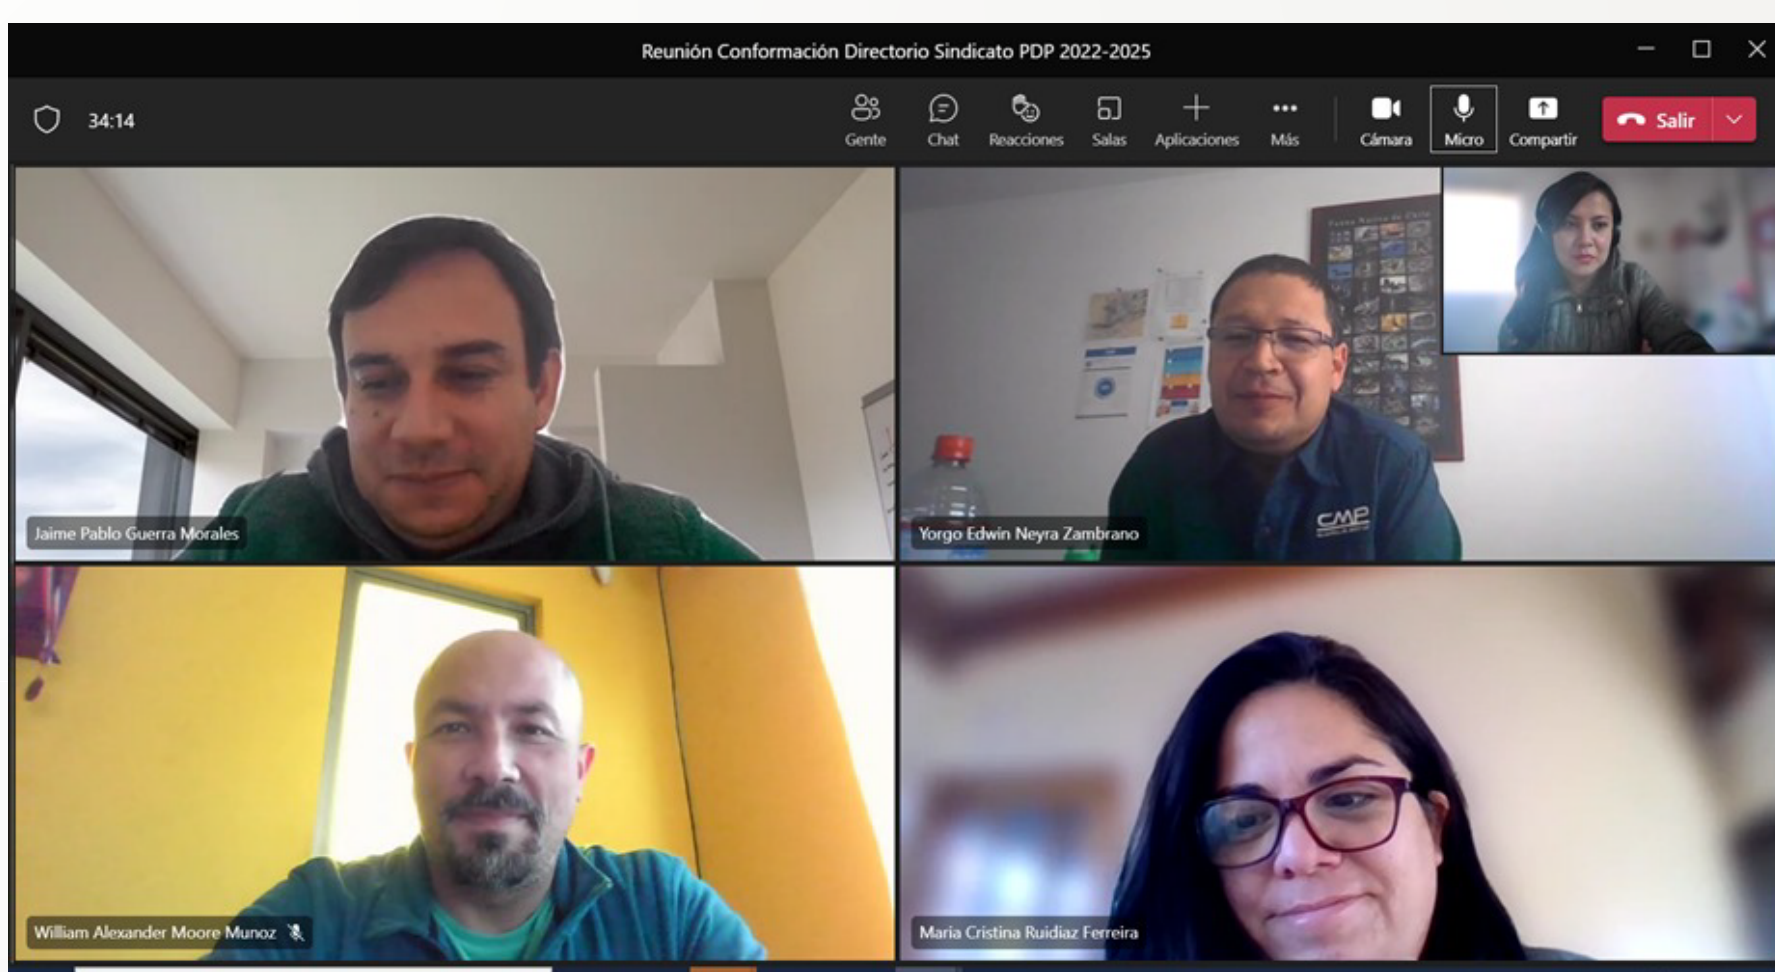 Reunión Conformación Directorio Sindicato PDP 2022-2025
34:14
Gente
Chat
Reacciones
Salas
Aplicaciones
Más
Cámara
Micro
Compartir
Salir
Jaime Pablo Guerra Morales
CMP
Yorgo Edwin Neyra Zambrano
William Alexander Moore Munoz
Maria Cristina Ruidiaz Ferreira